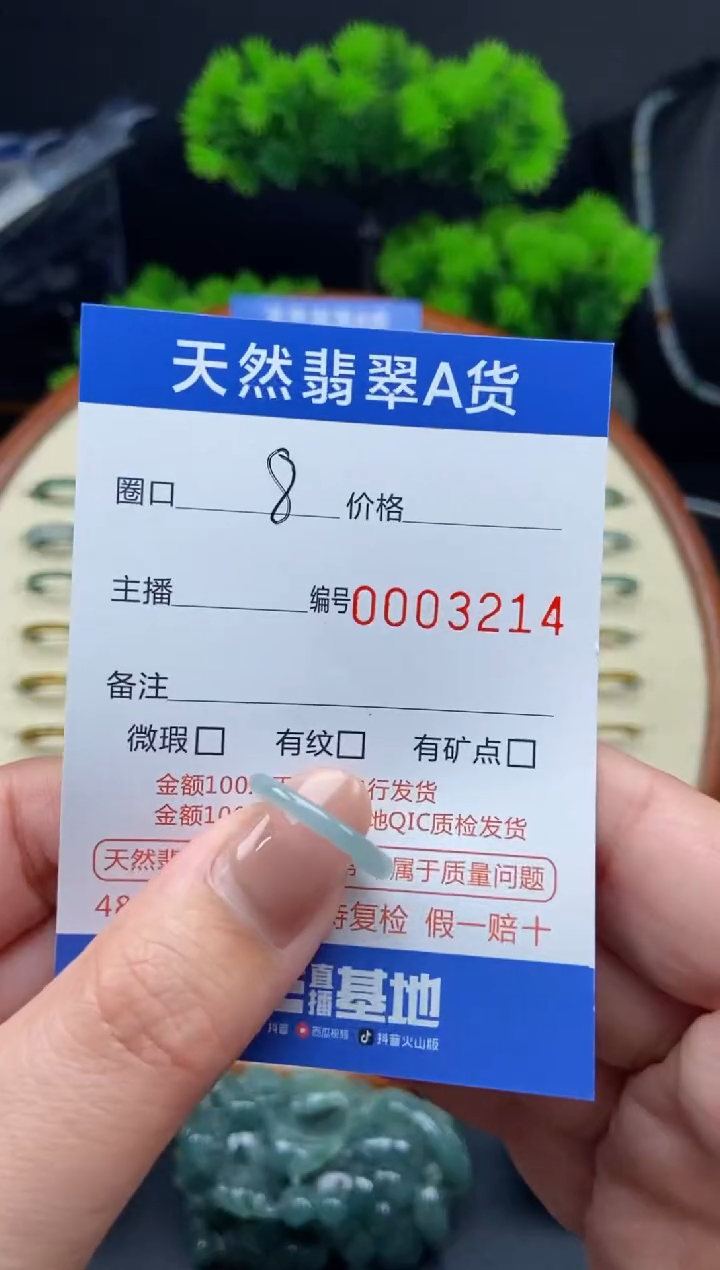 天然翡翠A货
圈口 8 价格
主播 编号0003214
备注
微瑕□ 有纹□ 有矿点□
金额100 行发货
金额10 地QIC质检发货
天然 属于质量问题
48 持复检 假一赔十
直播基地
抖音 西瓜视频 抖音火山版